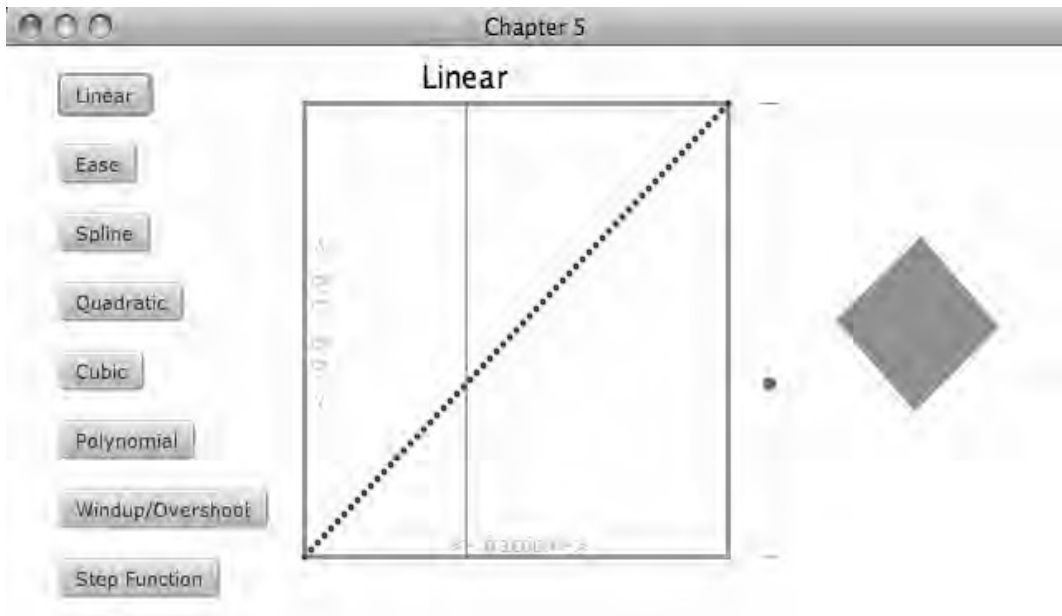 Chapter 5
Linear
Linear
Ease
Spline
Quadratic
Cubic
Polynomial
Windup/Overshoot
Step Function